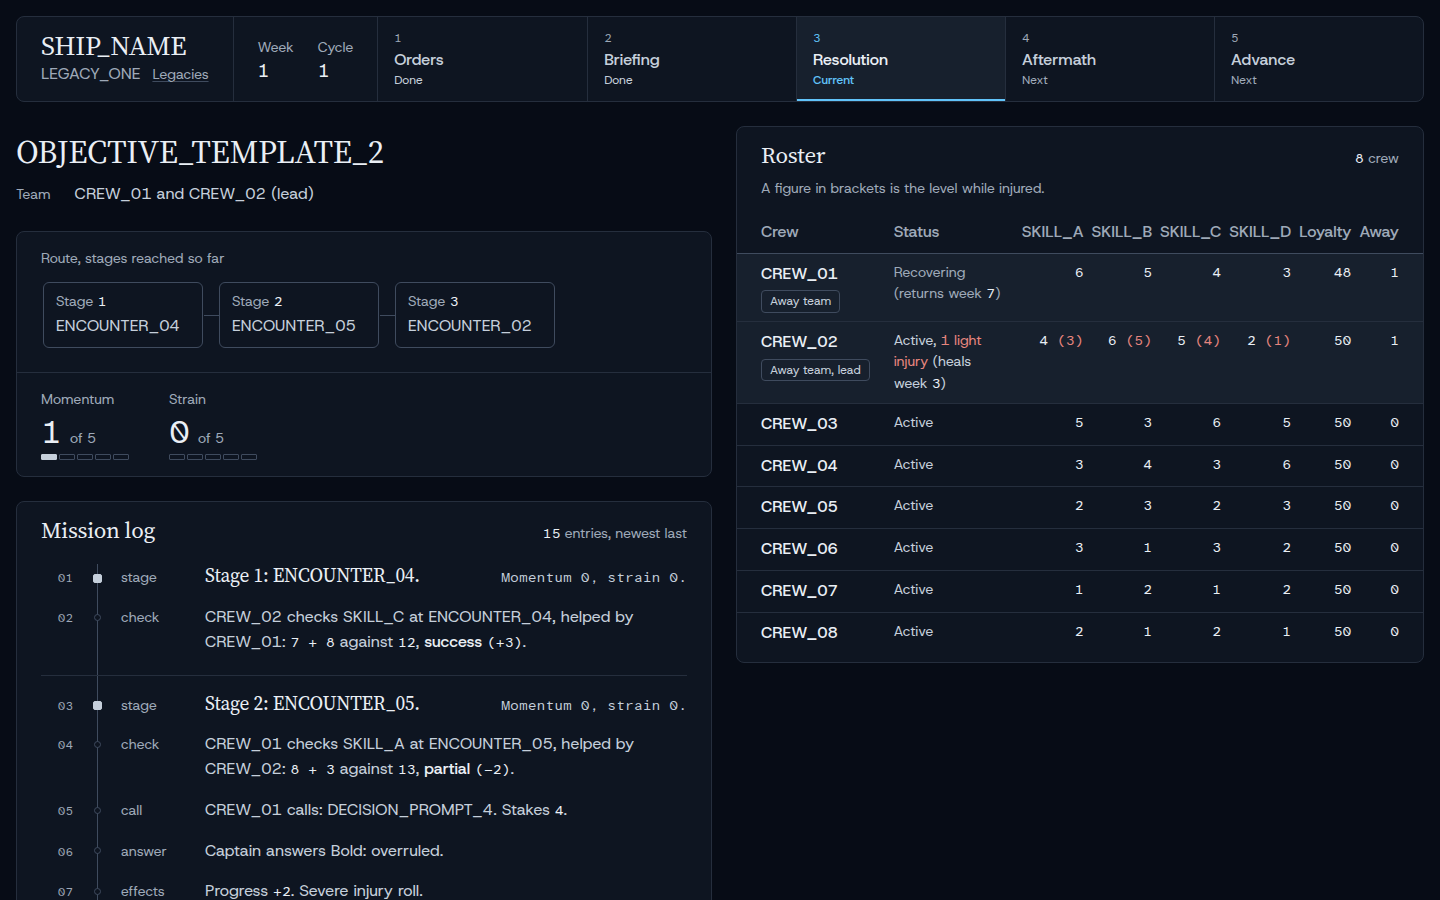 SHIP_NAME
LEGACY_ONE Legacies
Week Cycle
1 1
1
Orders
Done
2
Briefing
Done
3
Resolution
Current
4
Aftermath
Next
5
Advance
Next
OBJECTIVE_TEMPLATE_2
Team CREW_01 and CREW_02 (lead)
Route, stages reached so far
Stage 1
ENCOUNTER_04
Stage 2
ENCOUNTER_05
Stage 3
ENCOUNTER_02
Momentum Strain
1 of 5 0 of 5
Mission log 15 entries, newest last
01 stage Stage 1: ENCOUNTER_04. Momentum 0, strain 0.
02 check CREW_02 checks SKILL_C at ENCOUNTER_04, helped by
CREW_01: 7 + 8 against 12, success (+3).
03 stage Stage 2: ENCOUNTER_05. Momentum 0, strain 0.
04 check CREW_01 checks SKILL_A at ENCOUNTER_05, helped by
CREW_02: 8 + 3 against 13, partial (−2).
05 call CREW_01 calls: DECISION_PROMPT_4. Stakes 4.
06 answer Captain answers Bold: overruled.
07 effects Progress +2. Severe injury roll.
Roster 8 crew
A figure in brackets is the level while injured.
Crew Status SKILL_A SKILL_B SKILL_C SKILL_D Loyalty Away
CREW_01 Recovering 6 5 4 3 48 1
Away team (returns week 7)
CREW_02 Active, 1 light 4 (3) 6 (5) 5 (4) 2 (1) 50 1
Away team, lead injury (heals
week 3)
CREW_03 Active 5 3 6 5 50 0
CREW_04 Active 3 4 3 6 50 0
CREW_05 Active 2 3 2 3 50 0
CREW_06 Active 3 1 3 2 50 0
CREW_07 Active 1 2 1 2 50 0
CREW_08 Active 2 1 2 1 50 0